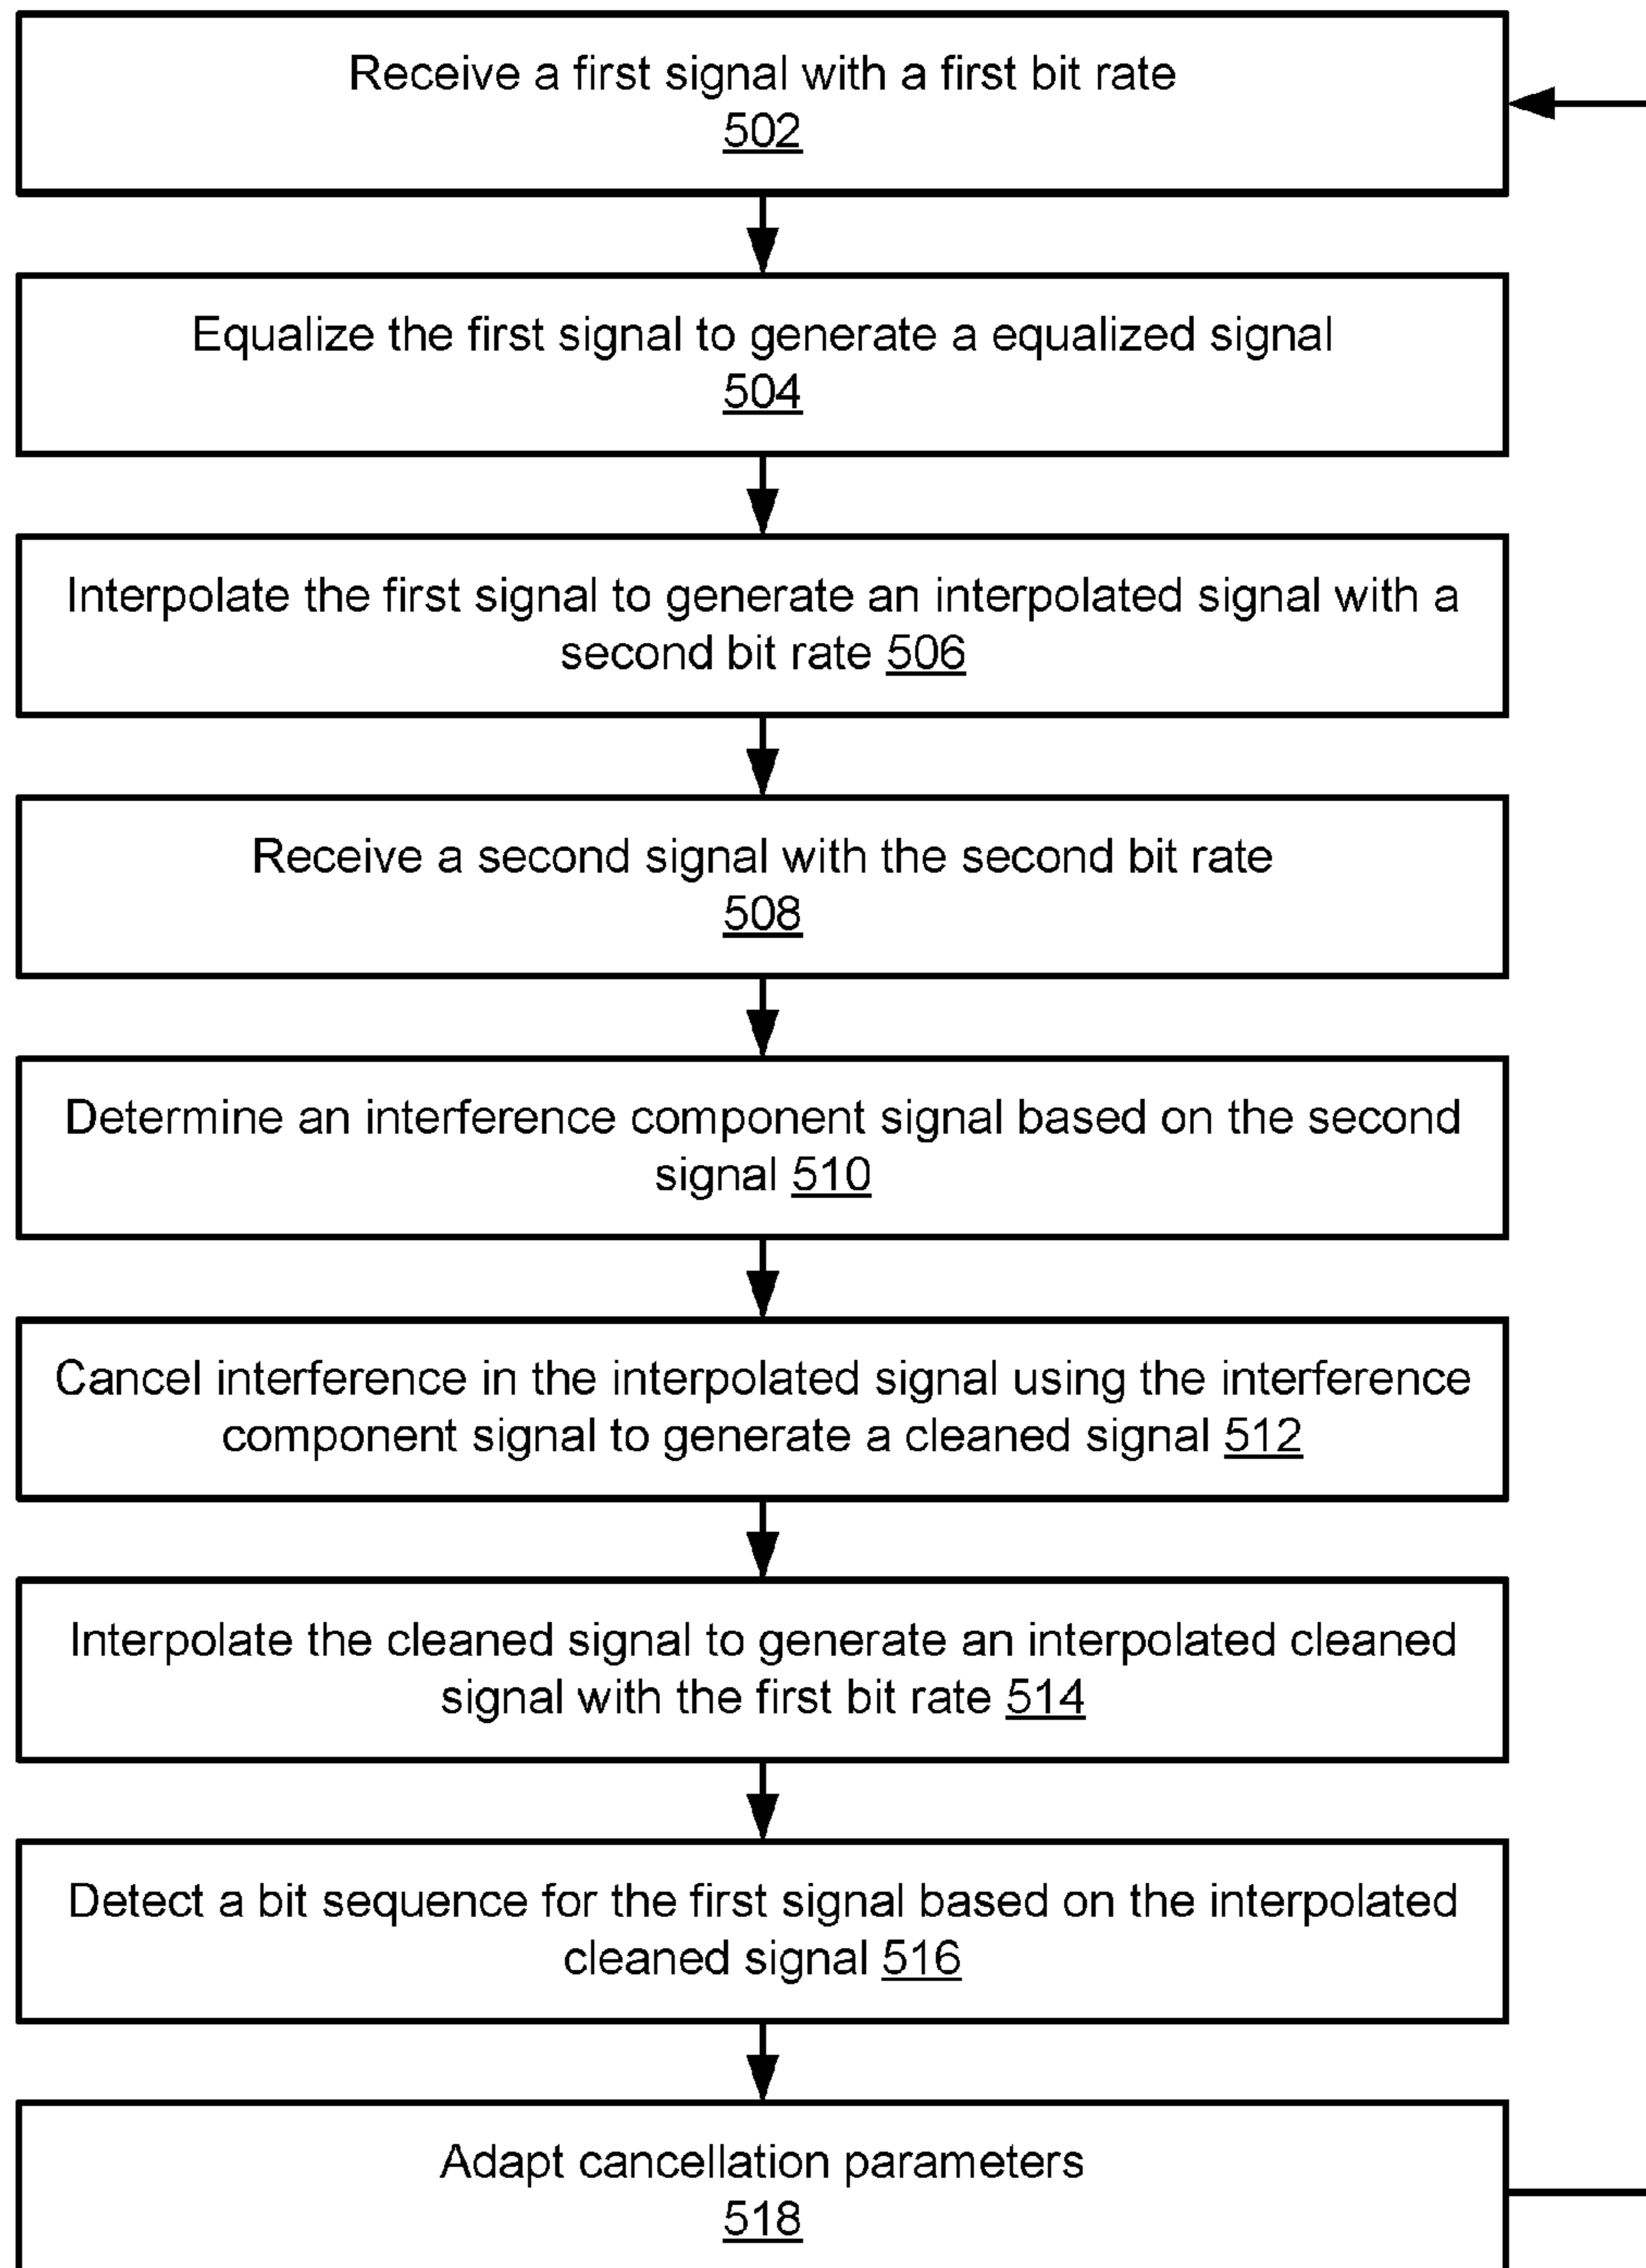 Receive a first signal with a first bit rate
502
Equalize the first signal to generate a equalized signal
504
Interpolate the first signal to generate an interpolated signal with a
second bit rate 506
Receive a second signal with the second bit rate
508
Determine an interference component signal based on the second
signal 510
Cancel interference in the interpolated signal using the interference
component signal to generate a cleaned signal 512
Interpolate the cleaned signal to generate an interpolated cleaned
signal with the first bit rate 514
Detect a bit sequence for the first signal based on the interpolated
cleaned signal 516
Adapt cancellation parameters
518